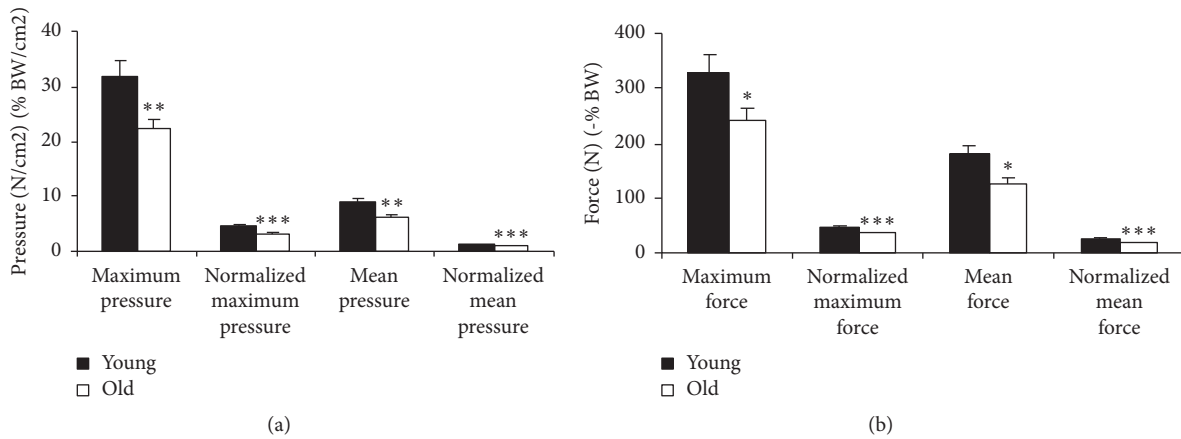 Pressure (N/cm2) (% BW/cm2)
40
30
20
10
0
**
***
**
***
Maximum
pressure
Normalized
maximum
pressure
Mean
pressure
Normalized
mean
pressure
Young
Old
(a)
Force (N) (-% BW)
400
300
200
100
0
*
***
*
***
Maximum
force
Normalized
maximum
force
Mean
force
Normalized
mean
force
Young
Old
(b)